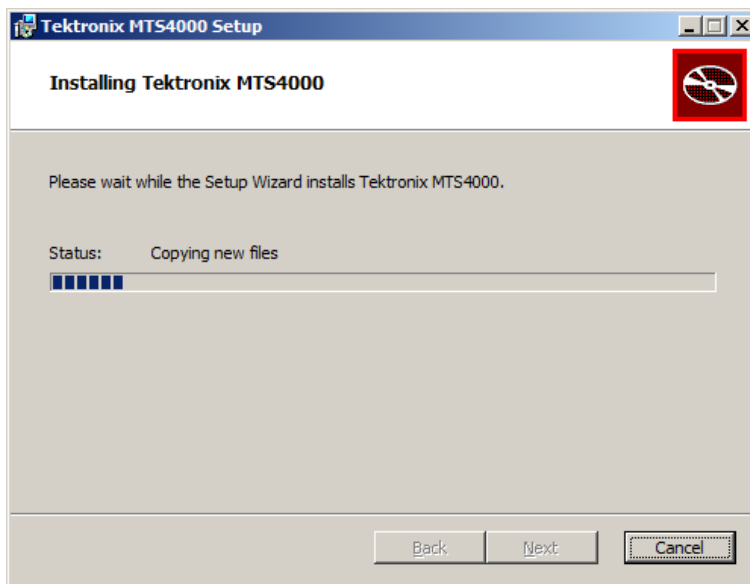 Tektronix MTS4000 Setup
Installing Tektronix MTS4000
Please wait while the Setup Wizard installs Tektronix MTS4000.
Status: Copying new files
Back Next Cancel